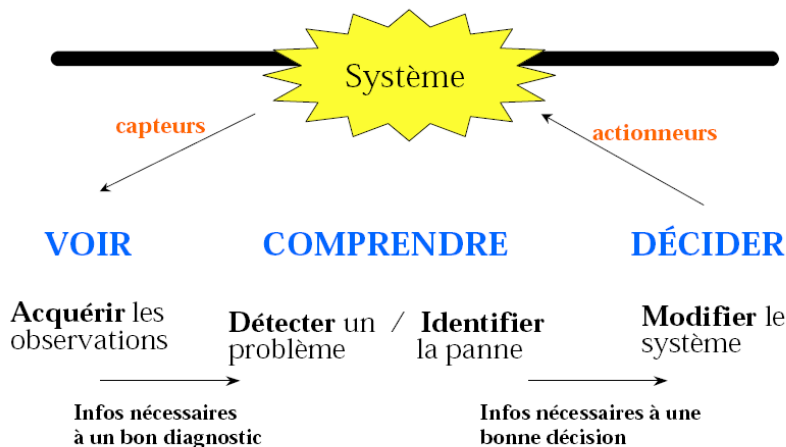 Système
capteurs
actionneurs
VOIR
COMPRENDRE
DÉCIDER
Acquérir les
observations
Détecter un / Identifier
problème la panne
Modifier le
système
Infos nécessaires
à un bon diagnostic
Infos nécessaires à une
bonne décision